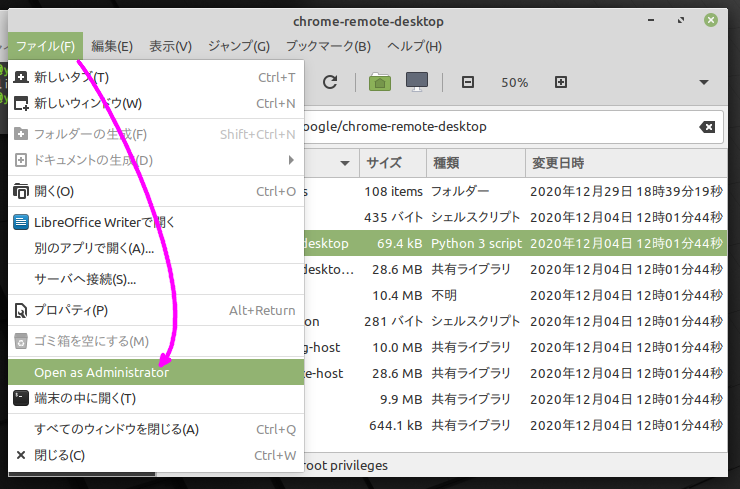 chrome-remote-desktop
ファイル(F) 編集(E) 表示(V) ジャンプ(G) ブックマーク(B) ヘルプ(H)
50%
oogle/chrome-remote-desktop
サイズ 種類 変更日時
新しいタブ(T) Ctrl+T
新しいウィンドウ(W) Ctrl+N
フォルダーの生成(F) Shift+Ctrl+N
ドキュメントの生成(D)
開く(O) Ctrl+O
LibreOffice Writerで開く
別のアプリで開く(A)...
サーバへ接続(S)...
プロパティ(P) Alt+Return
ゴミ箱を空にする(M)
Open as Administrator
端末の中に開く(T)
すべてのウィンドウを閉じる(A) Ctrl+Q
閉じる(C) Ctrl+W
s 108 items フォルダー 2020年12月29日 18時39分19秒
435 バイト シェルスクリプト 2020年12月04日 12時01分44秒
desktop 69.4 kB Python 3 script 2020年12月04日 12時01分44秒
deskto... 28.6 MB 共有ライブラリ 2020年12月04日 12時01分44秒
10.4 MB 不明 2020年12月04日 12時01分44秒
on 281 バイト シェルスクリプト 2020年12月04日 12時01分44秒
g-host 10.0 MB 共有ライブラリ 2020年12月04日 12時01分44秒
te-host 28.6 MB 共有ライブラリ 2020年12月04日 12時01分44秒
9.9 MB 共有ライブラリ 2020年12月04日 12時01分44秒
644.1 kB 共有ライブラリ 2020年12月04日 12時01分44秒
root privileges